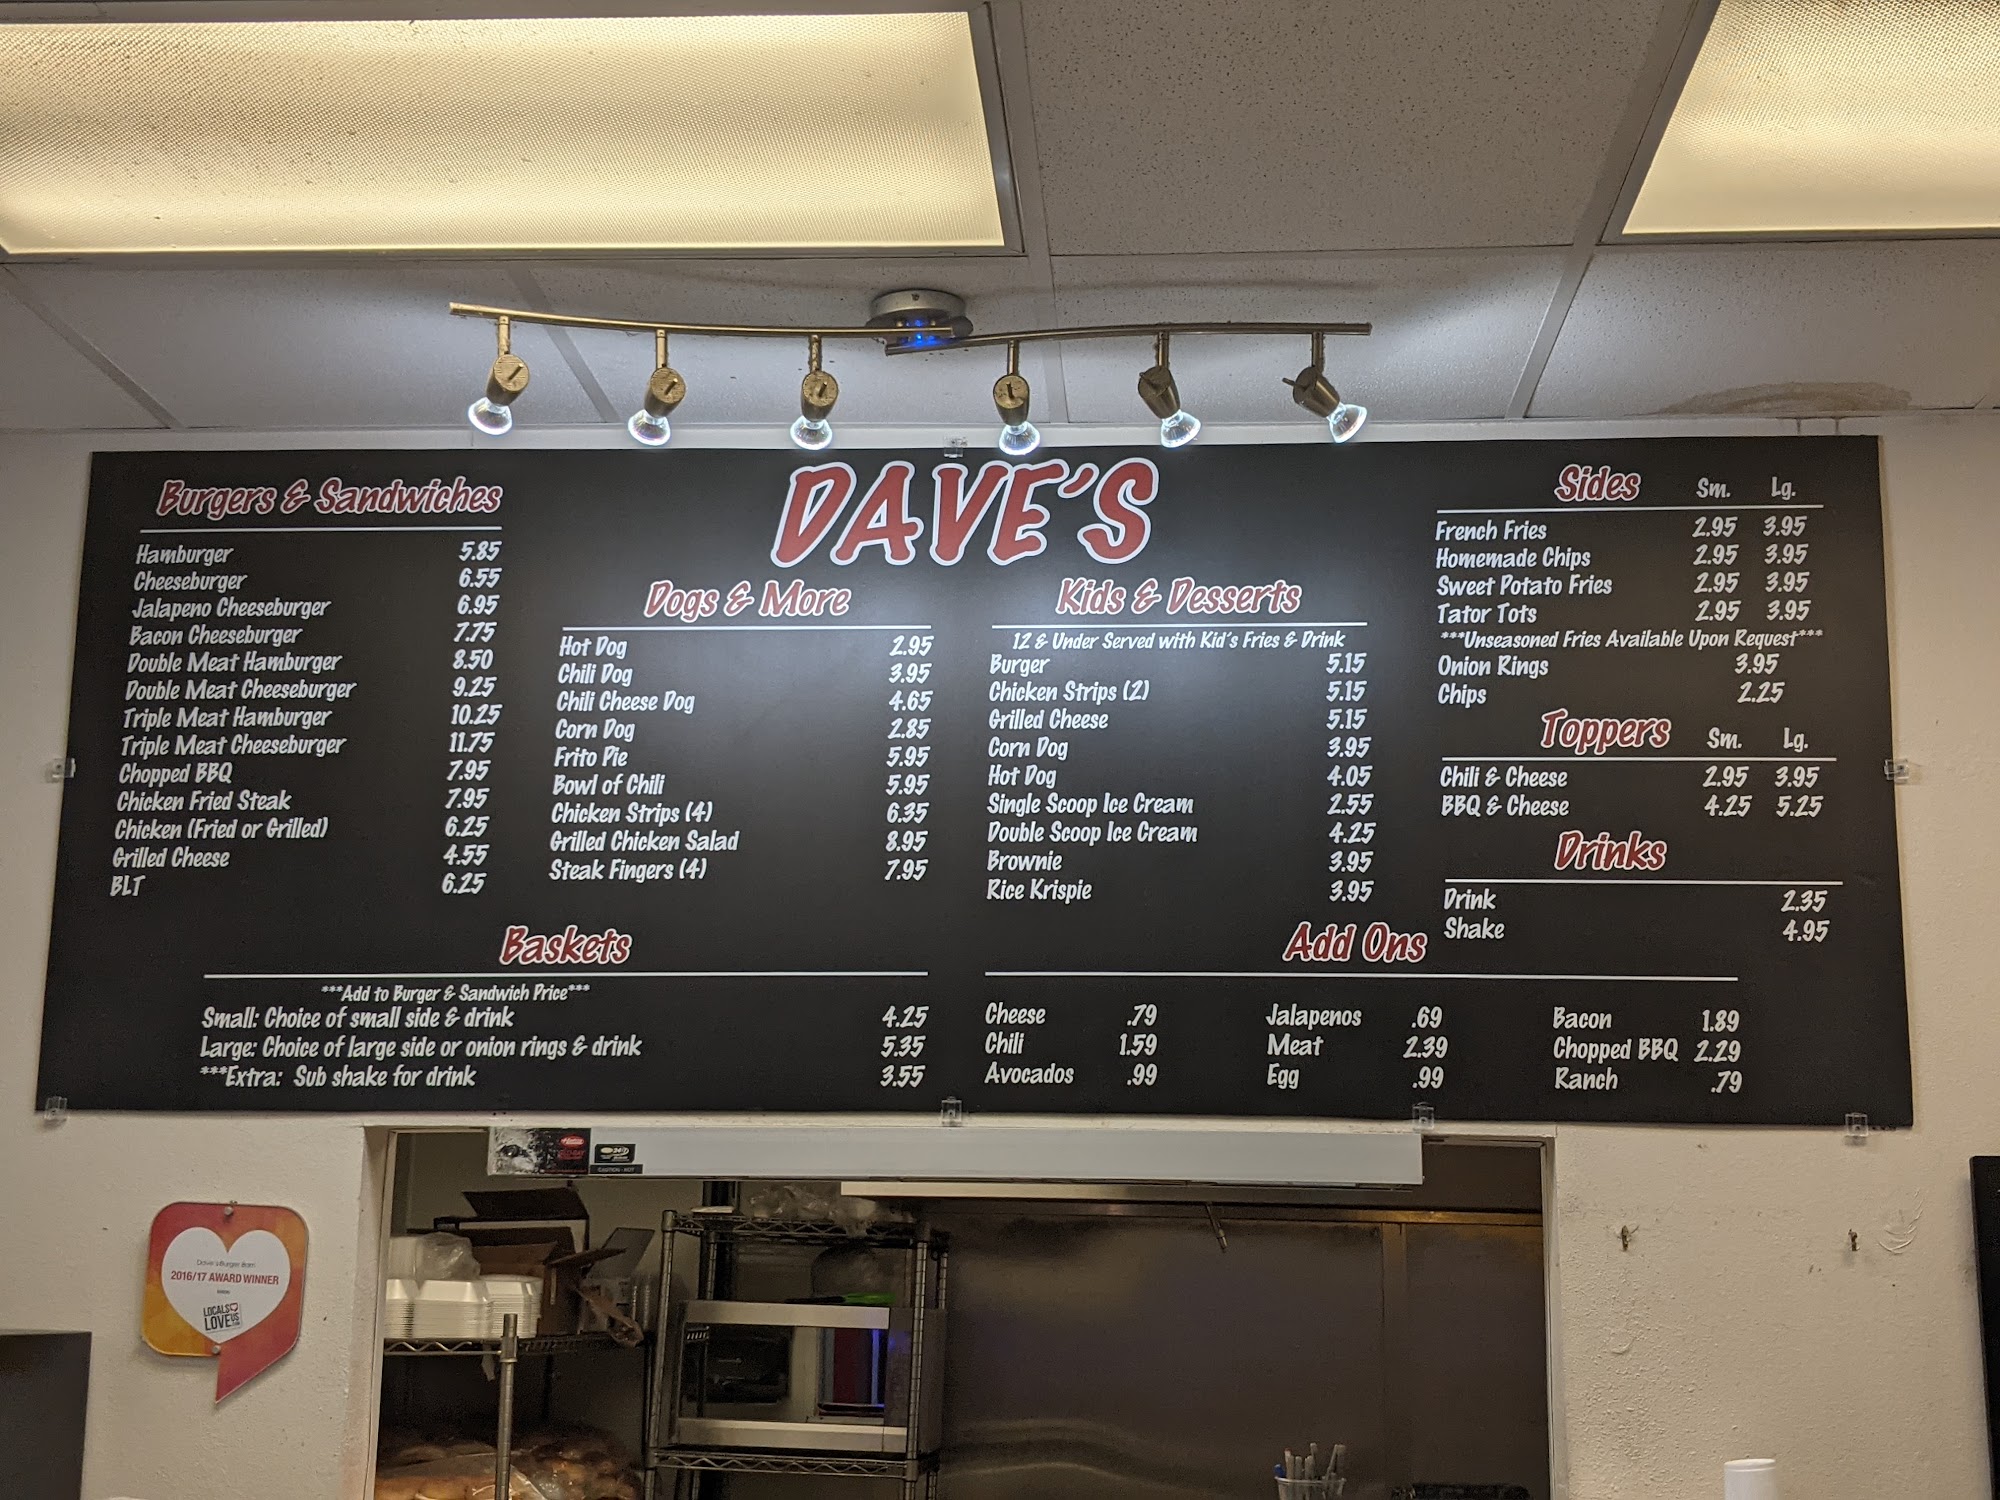 DAVE'S
Burgers & Sandwiches
Hamburger 5.85
Cheeseburger 6.55
Jalapeno Cheeseburger 6.95
Bacon Cheeseburger 7.75
Double Meat Hamburger 8.50
Double Meat Cheeseburger 9.25
Triple Meat Hamburger 10.25
Triple Meat Cheeseburger 11.75
Chopped BBQ 7.95
Chicken Fried Steak 7.95
Chicken (Fried or Grilled) 6.25
Grilled Cheese 4.55
BLT 6.25
Dogs & More
Hot Dog 2.95
Chili Dog 3.95
Chili Cheese Dog 4.65
Corn Dog 2.85
Frito Pie 5.95
Bowl of Chili 5.95
Chicken Strips (4) 6.35
Grilled Chicken Salad 8.95
Steak Fingers (4) 7.95
Kids & Desserts
12 & Under Served with Kid's Fries & Drink
Burger 5.15
Chicken Strips (2) 5.15
Grilled Cheese 5.15
Corn Dog 3.95
Hot Dog 4.05
Single Scoop Ice Cream 2.55
Double Scoop Ice Cream 4.25
Brownie 3.95
Rice Krispie 3.95
Sides Sm. Lg.
French Fries 2.95 3.95
Homemade Chips 2.95 3.95
Sweet Potato Fries 2.95 3.95
Tator Tots 2.95 3.95
***Unseasoned Fries Available Upon Request***
Onion Rings 3.95
Chips 2.25
Toppers Sm. Lg.
Chili & Cheese 2.95 3.95
BBQ & Cheese 4.25 5.25
Drinks
Drink 2.35
Shake 4.95
Baskets
***Add to Burger & Sandwich Price***
Small: Choice of small side & drink 4.25
Large: Choice of large side or onion rings & drink 5.35
***Extra: Sub shake for drink 3.55
Add Ons
Cheese .79 Jalapenos .69 Bacon 1.89
Chili 1.59 Meat 2.39 Chopped BBQ 2.29
Avocados .99 Egg .99 Ranch .79
24/7
CAUTION - HOT
Dave's Burger Barn
2016/17 AWARD WINNER
LOCALS
LOVE US